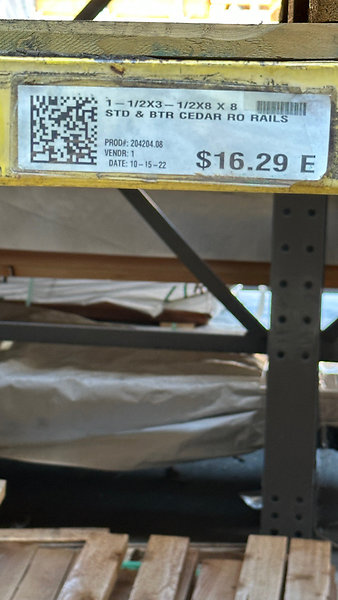 1-1/2X3-1/2X8 X 8
STD & BTR CEDAR RO RAILS
PROD#: 204204.08
VENDR: 1
DATE: 10-15-22
$16.29 E